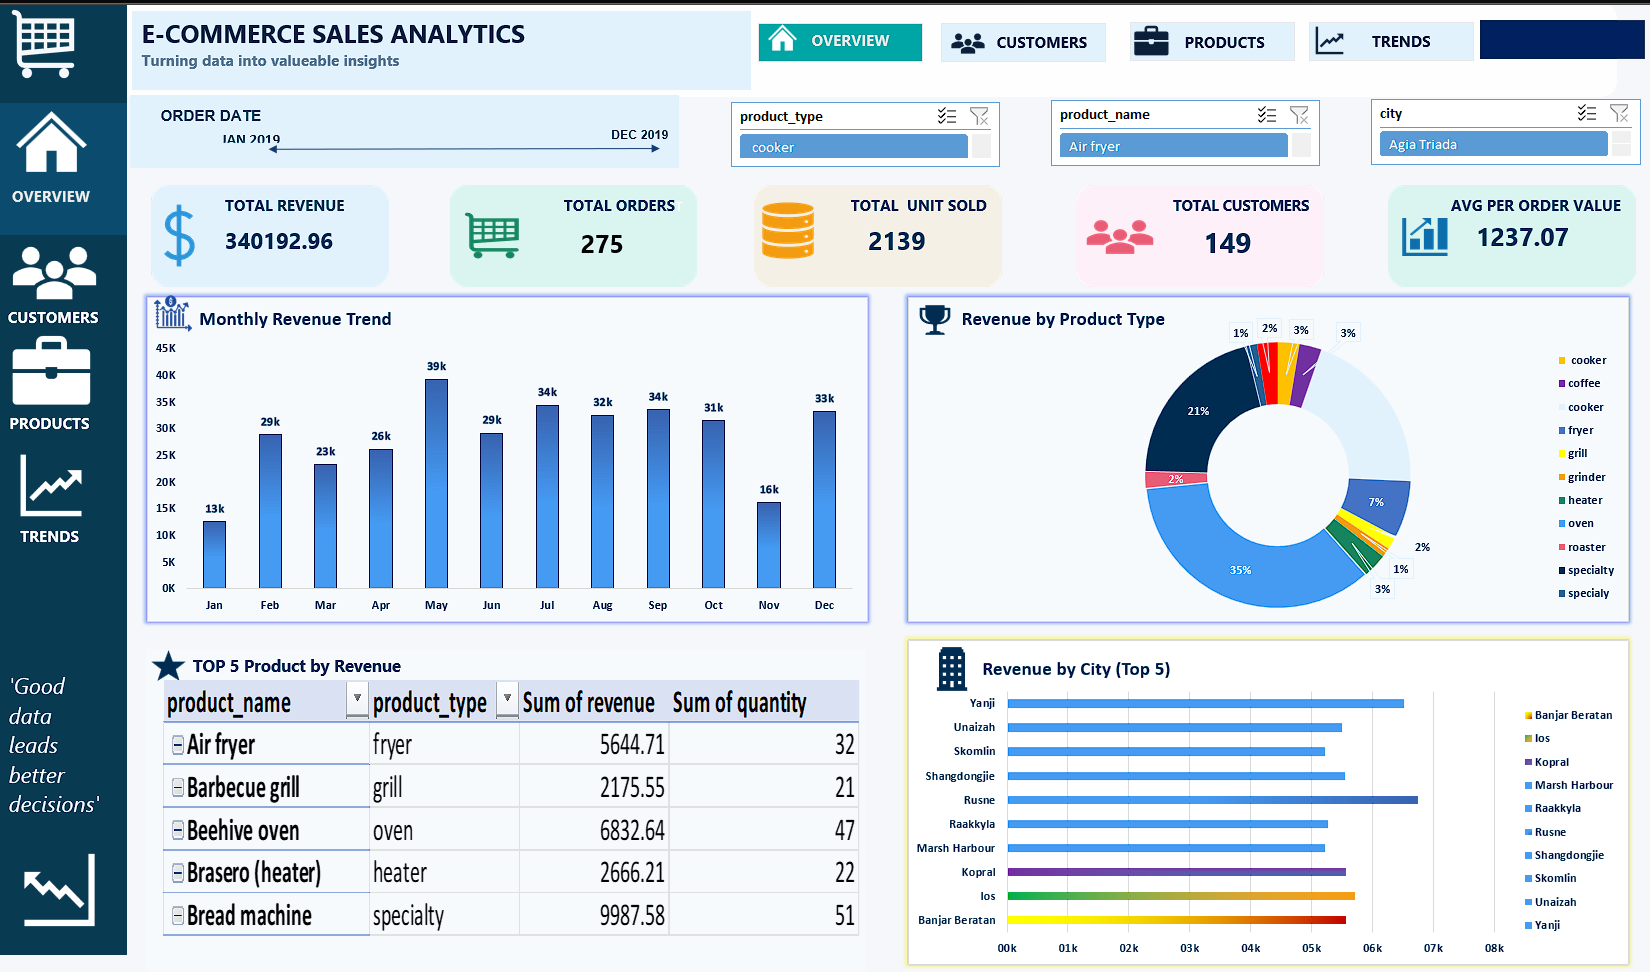 E-COMMERCE SALES ANALYTICS
Turning data into valueable insights
OVERVIEW
CUSTOMERS
PRODUCTS
TRENDS
OVERVIEW
CUSTOMERS
PRODUCTS
TRENDS
'Good
data
leads
better
decisions'
ORDER DATE
JAN 2019
DEC 2019
product_type
cooker
product_name
Air fryer
city
Agia Triada
TOTAL REVENUE
340192.96
TOTAL ORDERS
275
TOTAL UNIT SOLD
2139
TOTAL CUSTOMERS
149
AVG PER ORDER VALUE
1237.07
Monthly Revenue Trend
45K
40K
35K
30K
25K
20K
15K
10K
5K
0K
13k
29k
23k
26k
39k
29k
34k
32k
34k
31k
16k
33k
Jan
Feb
Mar
Apr
May
Jun
Jul
Aug
Sep
Oct
Nov
Dec
Revenue by Product Type
1%
2%
3%
3%
21%
7%
2%
2%
1%
3%
35%
cooker
coffee
cooker
fryer
grill
grinder
heater
oven
roaster
specialty
specialy
TOP 5 Product by Revenue
product_name product_type Sum of revenue Sum of quantity
Air fryer fryer 5644.71 32
Barbecue grill grill 2175.55 21
Beehive oven oven 6832.64 47
Brasero (heater) heater 2666.21 22
Bread machine specialty 9987.58 51
Revenue by City (Top 5)
Yanji
Unaizah
Skomlin
Shangdongjie
Rusne
Raakkyla
Marsh Harbour
Kopral
Ios
Banjar Beratan
00k
01k
02k
03k
04k
05k
06k
07k
08k
Banjar Beratan
Ios
Kopral
Marsh Harbour
Raakkyla
Rusne
Shangdongjie
Skomlin
Unaizah
Yanji